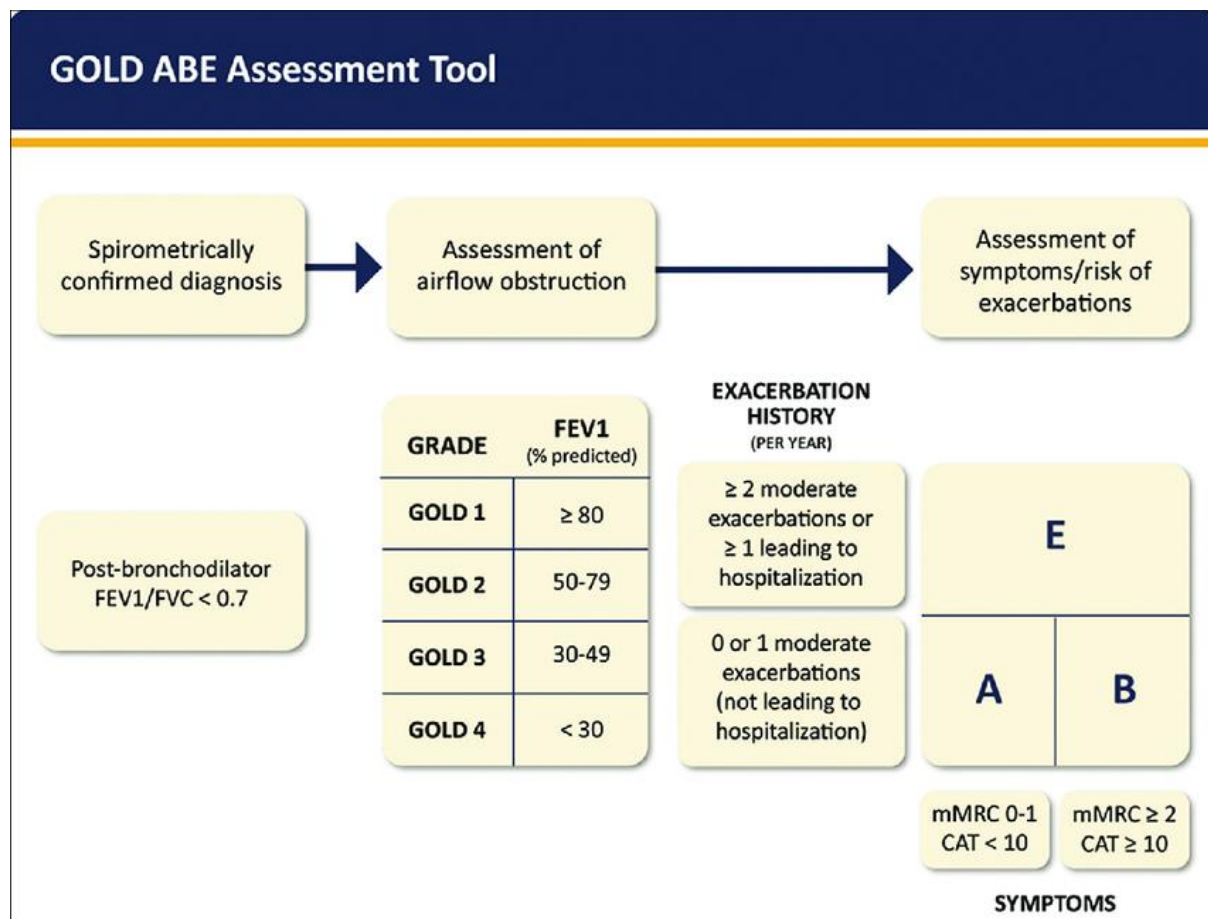 GOLD ABE Assessment Tool
Spirometrically
confirmed diagnosis
Assessment of
airflow obstruction
Assessment of
symptoms/risk of
exacerbations
Post-bronchodilator
FEV1/FVC < 0.7
GRADE
FEV1
(% predicted)
GOLD 1
≥ 80
GOLD 2
50-79
GOLD 3
30-49
GOLD 4
< 30
EXACERBATION
HISTORY
(PER YEAR)
≥ 2 moderate
exacerbations or
≥ 1 leading to
hospitalization
0 or 1 moderate
exacerbations
(not leading to
hospitalization)
E
A
B
mMRC 0-1
CAT < 10
mMRC ≥ 2
CAT ≥ 10
SYMPTOMS